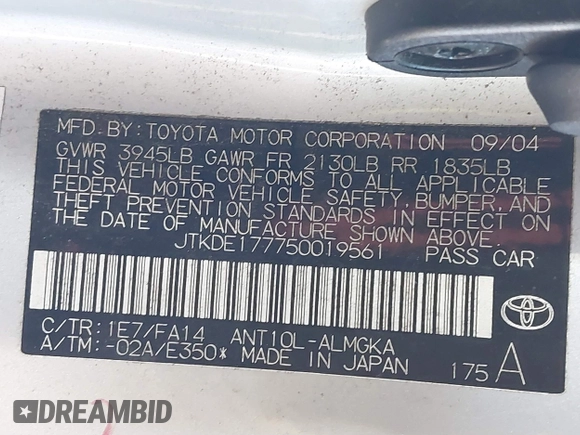 MFD. BY: TOYOTA MOTOR CORPORATION 09/04
GVWR 3945LB GAWR FR 2130LB RR 1835LB
THIS VEHICLE CONFORMS TO ALL APPLICABLE
FEDERAL MOTOR VEHICLE SAFETY, BUMPER, AND
THEFT PREVENTION STANDARDS IN EFFECT ON
THE DATE OF MANUFACTURE SHOWN ABOVE.
JTKDE177750019561 PASS CAR
C/TR: 1E7/FA14 ANT10L-ALMGKA
A/TM: -02A/E350* MADE IN JAPAN 175 A
DREAMBID